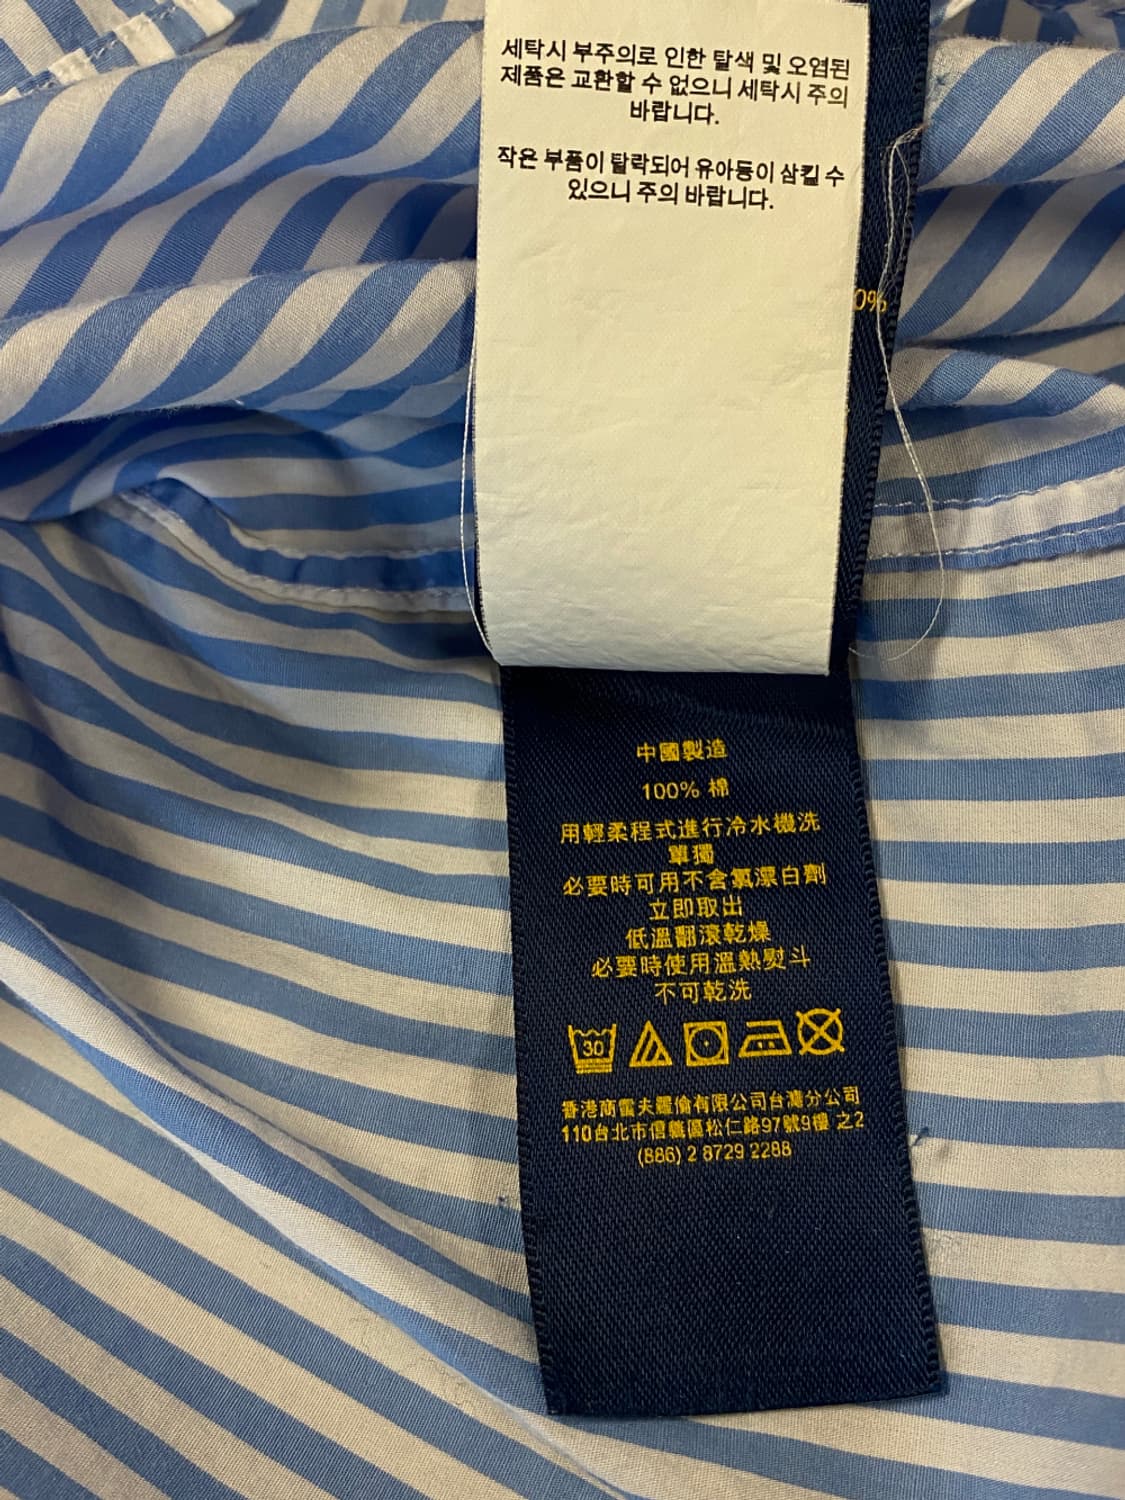 세탁시 부주의로 인한 탈색 및 오염된
제품은 교환할 수 없으니 세탁시 주의
바랍니다.
작은 부품이 탈락되어 유아등이 삼킬 수
있으니 주의 바랍니다.
0%
中國製造
100% 棉
用輕柔程式進行冷水機洗
單獨
必要時可用不含氯漂白劑
立即取出
低溫翻滾乾燥
必要時使用溫熱熨斗
不可乾洗
30
香港商雷夫羅倫有限公司台灣分公司
110台北市信義區松仁路97號9樓 之2
(886) 2 8729 2288